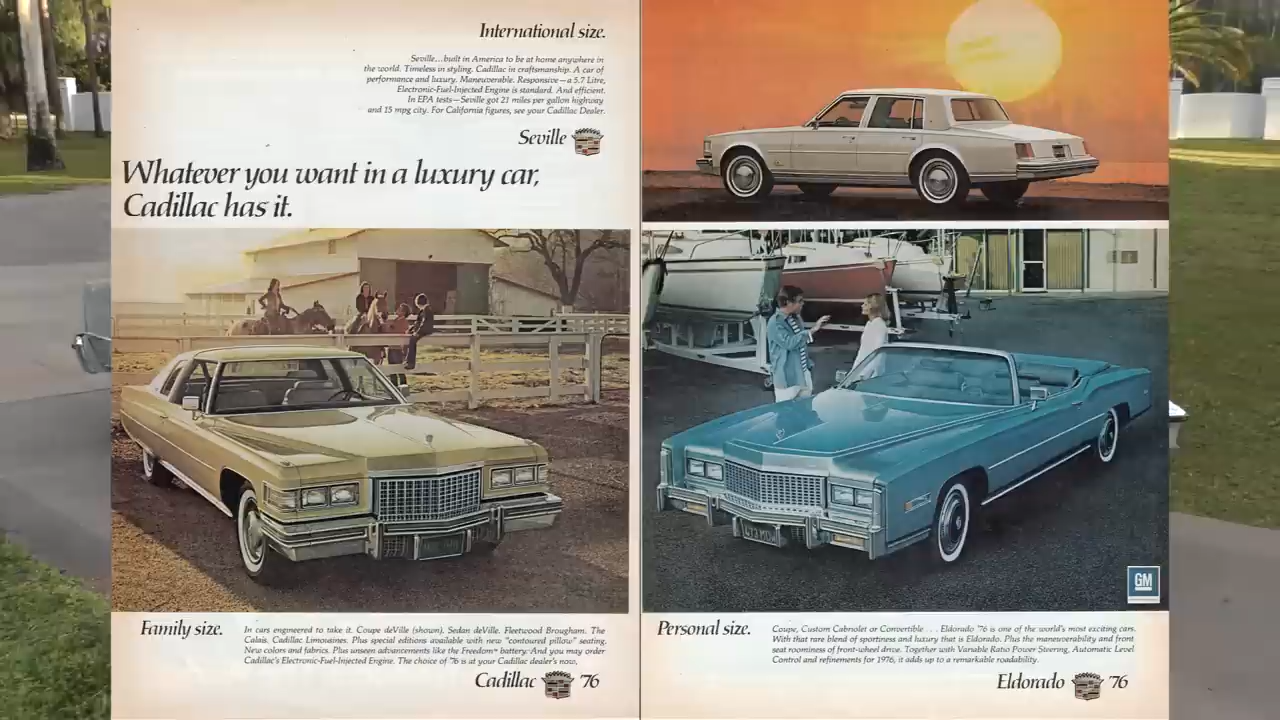 International size.
Seville...built in America to be at home anywhere in
the world. Timeless in styling. Cadillac in craftsmanship. A car of
performance and luxury. Maneuverable. Responsive—a 5.7 Litre,
Electronic-Fuel-Injected Engine is standard. And efficient.
In EPA tests—Seville got 21 miles per gallon highway
and 15 mpg city. For California figures, see your Cadillac Dealer.
Seville
Whatever you want in a luxury car,
Cadillac has it.
Family size.
In cars engineered to take it. Coupe deVille (shown). Sedan deVille. Fleetwood Brougham. The
Calais. Cadillac Limousines. Plus special editions available with new "contoured pillow" seating.
New colors and fabrics. Plus unseen advancements like the Freedom™ battery. And you may order
Cadillac's Electronic-Fuel-Injected Engine. The choice of '76 is at your Cadillac dealer's now,
Cadillac '76
GM
Personal size.
Coupe, Custom Cabriolet or Convertible . . . Eldorado '76 is one of the world's most exciting cars.
With that rare blend of sportiness and luxury that is Eldorado. Plus the maneuverability and front
seat roominess of front-wheel drive. Together with Variable Ratio Power Steering, Automatic Level
Control and refinements for 1976, it adds up to a remarkable roadability.
Eldorado '76